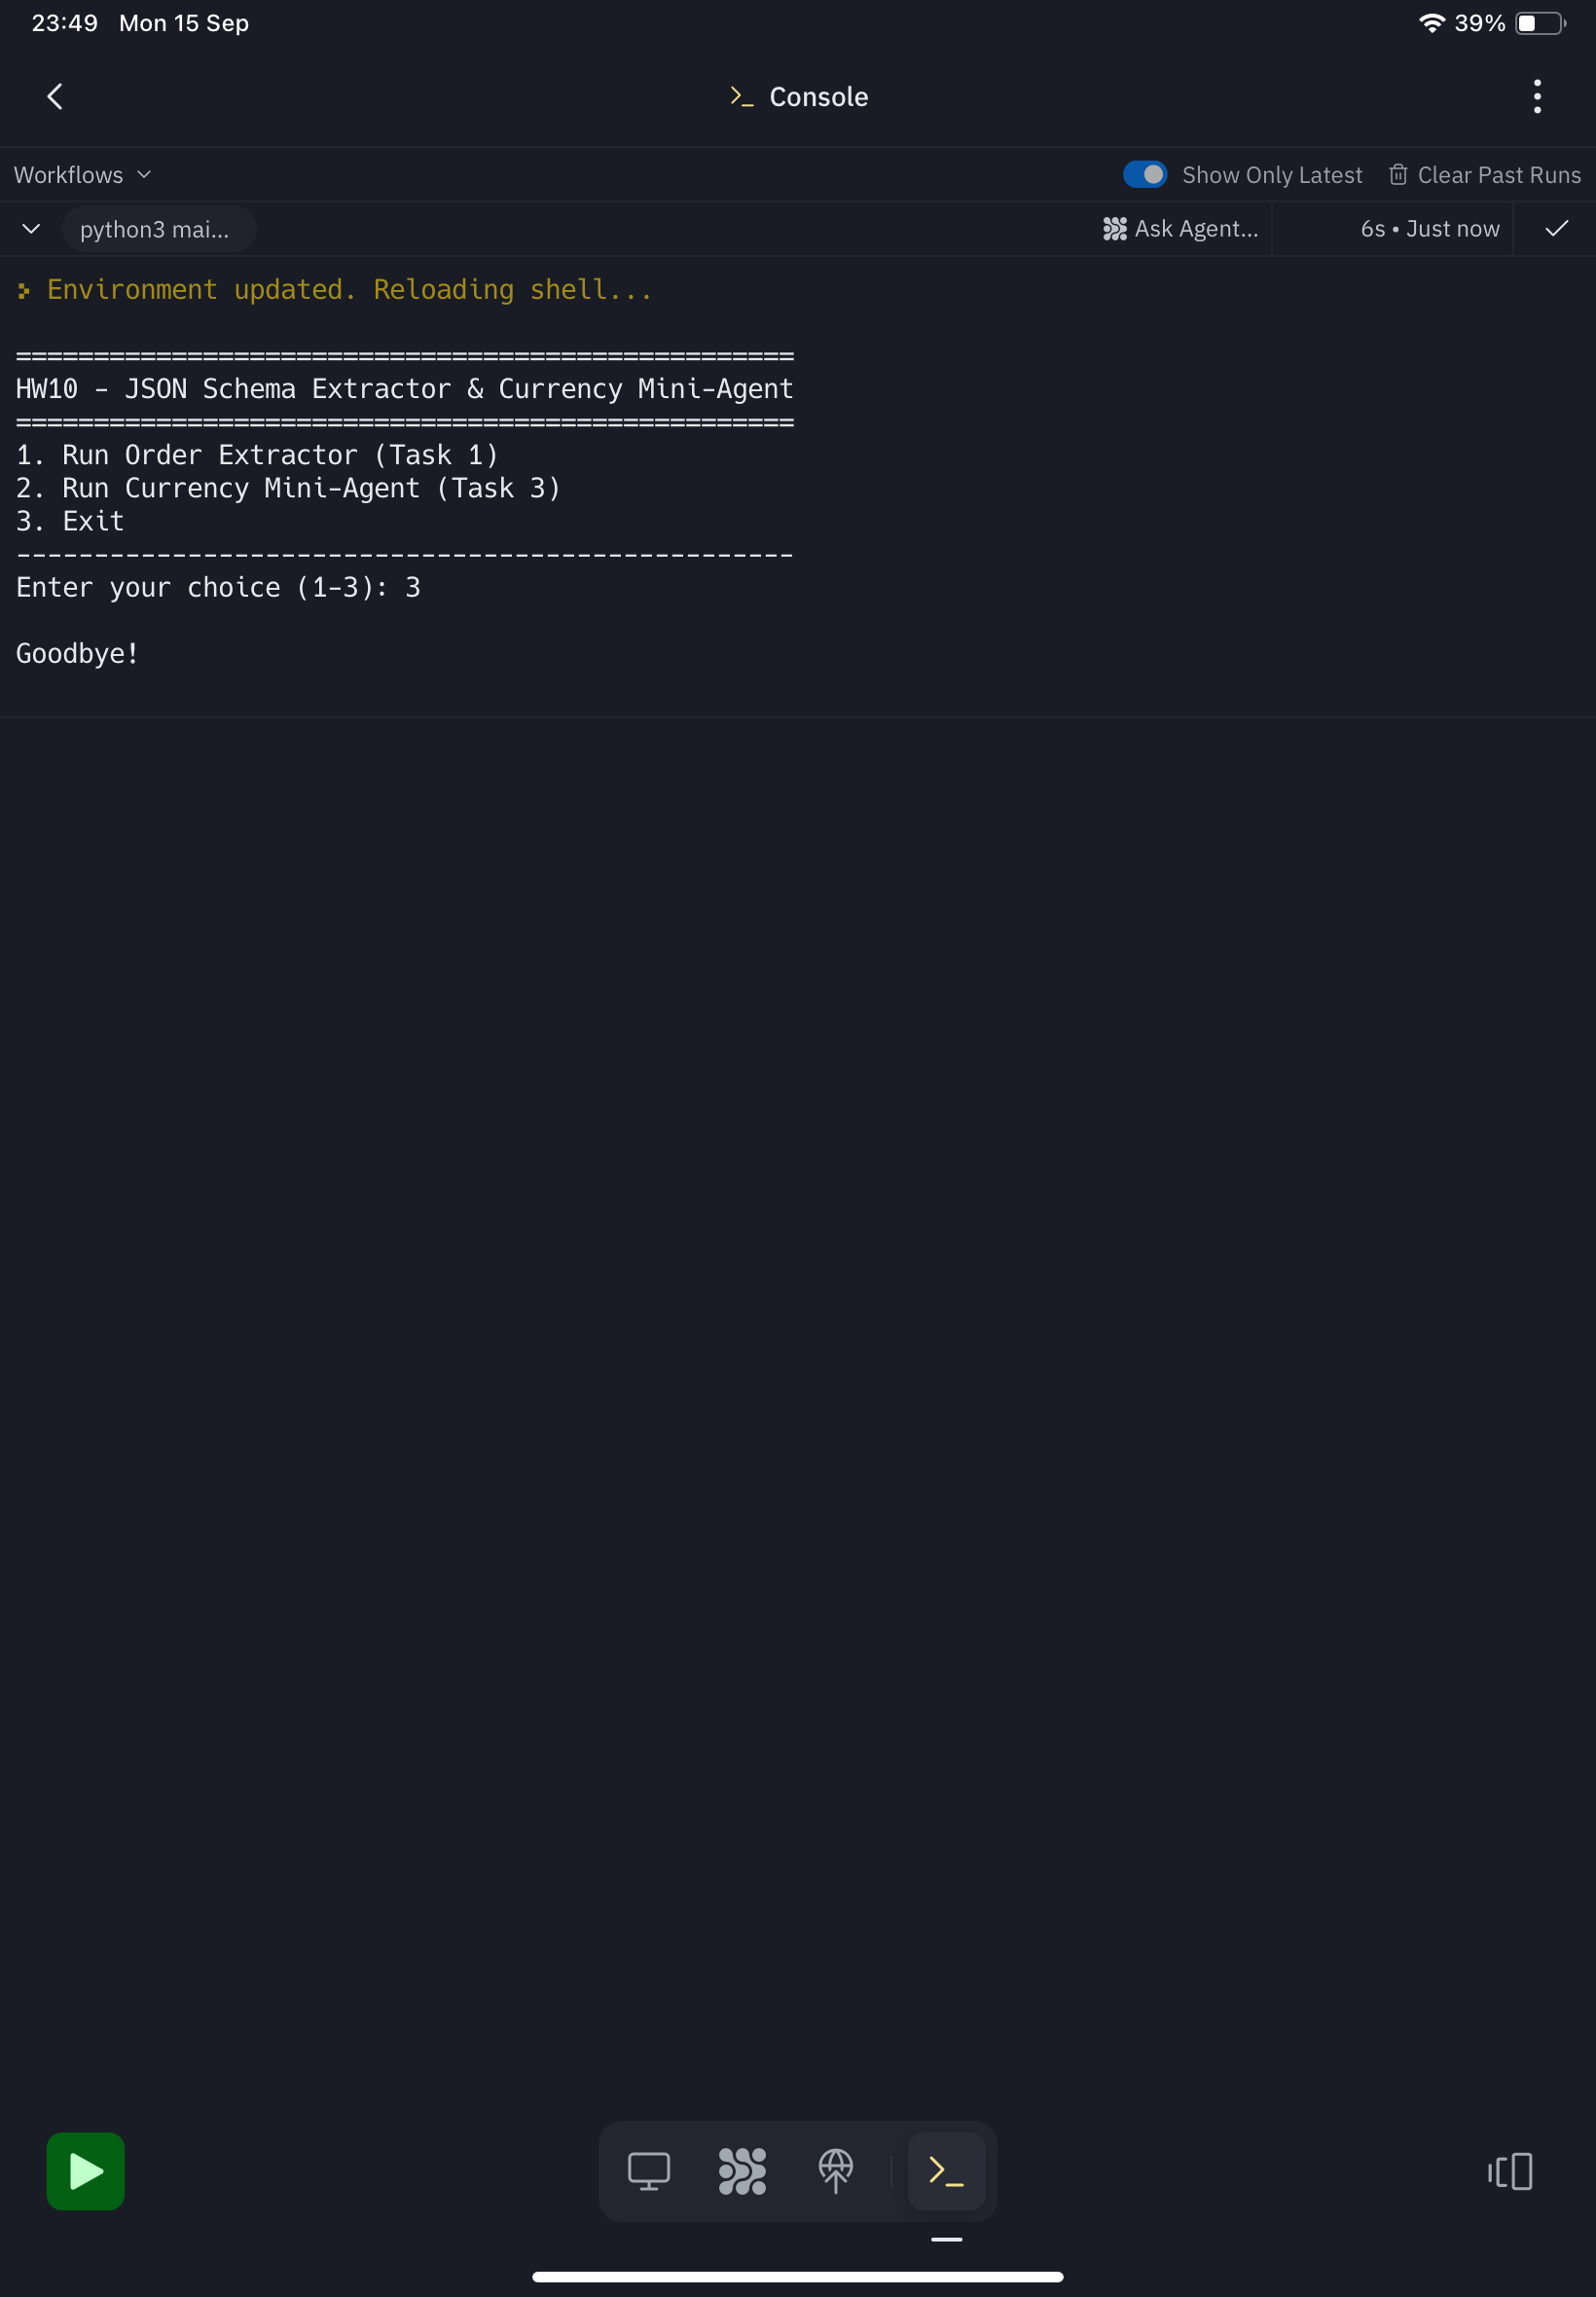 23:49 Mon 15 Sep 39%
Console
Workflows Show Only Latest Clear Past Runs
python3 mai... Ask Agent... 6s • Just now
Environment updated. Reloading shell...
==================================================
HW10 - JSON Schema Extractor & Currency Mini-Agent
==================================================
1. Run Order Extractor (Task 1)
2. Run Currency Mini-Agent (Task 3)
3. Exit
--------------------------------------------------
Enter your choice (1-3): 3
Goodbye!